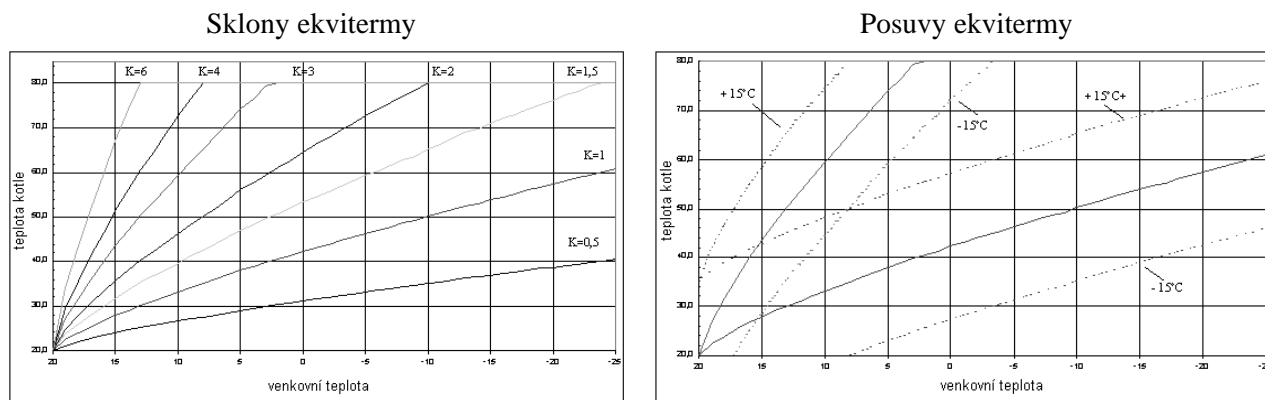 Sklony ekvitermy
K=6 K=4 K=3 K=2 K=1,5
K=1
K=0,5
teplota kotle
80,0
70,0
60,0
50,0
40,0
30,0
20,0
20 15 10 5 0 -5 -10 -15 -20 -25
venkovní teplota
Posuvy ekvitermy
+15°C
-15°C
+15°C+
-15°C
teplota kotle
80,0
70,0
60,0
50,0
40,0
30,0
20,0
20 15 10 5 0 -5 -10 -15 -20
venkovní teplota